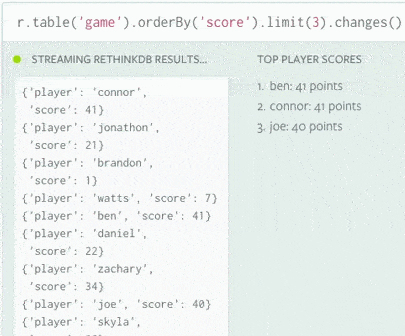 r.table('game').orderBy('score').limit(3).changes()
STREAMING RETHINKDB RESULTS...
{'player': 'connor',
'score': 41}
{'player': 'jonathon',
'score': 21}
{'player': 'brandon',
'score': 1}
{'player': 'watts', 'score': 7}
{'player': 'ben', 'score': 41}
{'player': 'daniel',
'score': 22}
{'player': 'zachary',
'score': 34}
{'player': 'joe', 'score': 40}
{'player': 'skyla',
TOP PLAYER SCORES
1. ben: 41 points
2. connor: 41 points
3. joe: 40 points